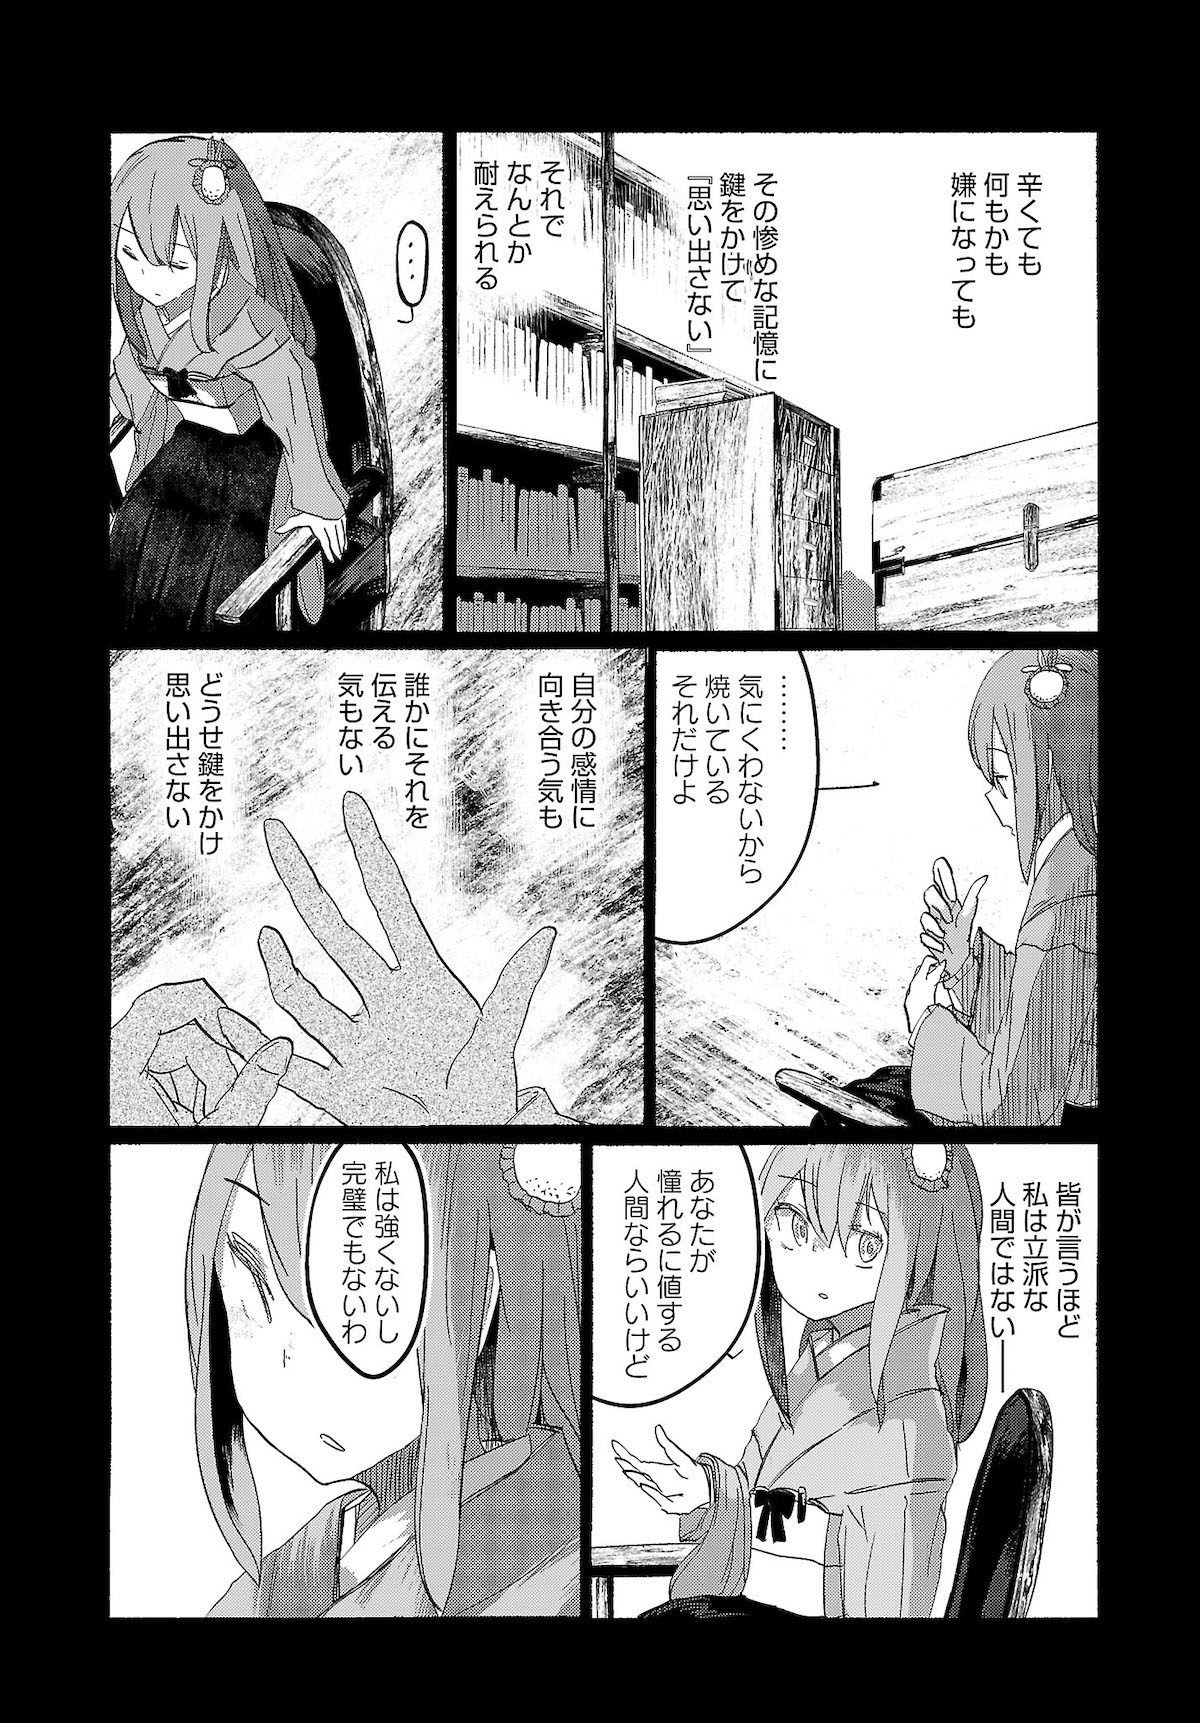 辛くても
何もかも
嫌になっても
その惨めな記憶に
鍵をかけて
『思い出さない』
それで
なんとか
耐えられる
……
………
気にくわないから
焼いている
それだけよ
自分の感情に
向き合う気も
誰かにそれを
伝える
気もない
どうせ鍵をかけ
思い出さない
皆が言うほど
私は立派な
人間ではない——
あなたが
憧れるに値する
人間ならいいけど
私は強くないし
完璧でもないわ